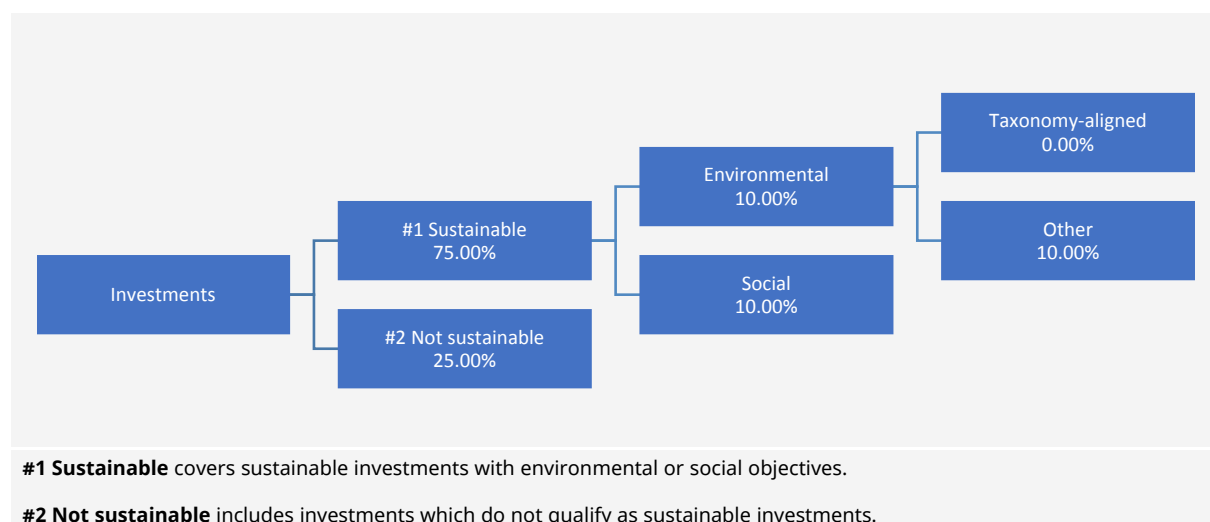 Investments
#1 Sustainable
75.00%
#2 Not sustainable
25.00%
Environmental
10.00%
Social
10.00%
Taxonomy-aligned
0.00%
Other
10.00%
#1 Sustainable covers sustainable investments with environmental or social objectives.
#2 Not sustainable includes investments which do not qualify as sustainable investments.